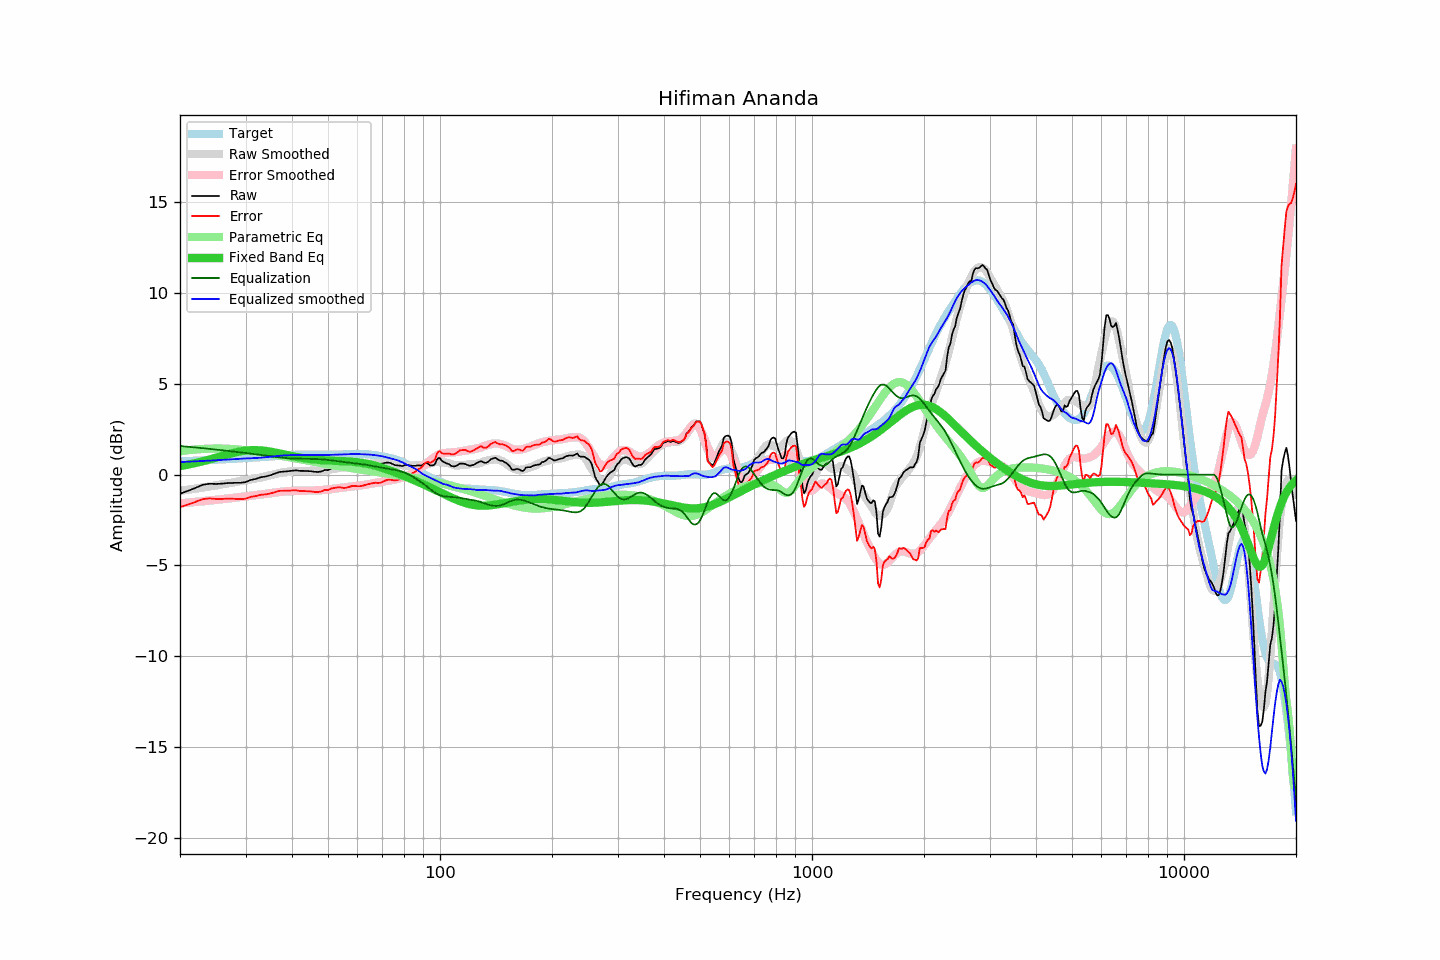 Hifiman Ananda
Target
Raw Smoothed
Error Smoothed
Raw
Error
Parametric Eq
Fixed Band Eq
Equalization
Equalized smoothed
15
10
5
0
−5
−10
−15
−20
Amplitude (dBr)
100
1000
10000
Frequency (Hz)